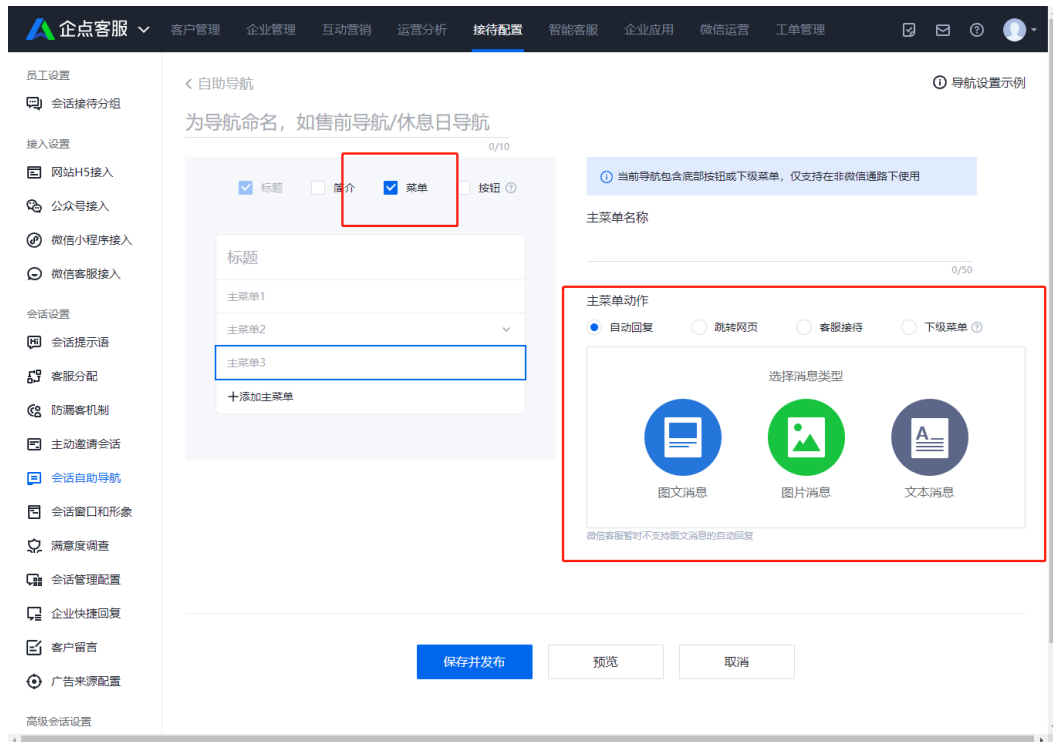 企点客服
客户管理 企业管理 互动营销 运营分析 接待配置 智能客服 企业应用 微信运营 工单管理
员工设置
会话接待分组
接入设置
网站H5接入
公众号接入
微信小程序接入
微信客服接入
会话设置
会话提示语
客服分配
防漏客机制
主动邀请会话
会话自助导航
会话窗口和形象
满意度调查
会话管理配置
企业快捷回复
客户留言
广告来源配置
高级会话设置
自助导航
导航设置示例
为导航命名，如售前导航/休息日导航
0/10
标题 简介 菜单 按钮
标题
主菜单1
主菜单2
主菜单3
+添加主菜单
当前导航包含底部按钮或下级菜单，仅支持在非微信通路下使用
主菜单名称
0/50
主菜单动作
自动回复 跳转网页 客服接待 下级菜单
选择消息类型
图文消息 图片消息 文本消息
微信客服暂时不支持图文消息的自动回复
保存并发布 预览 取消